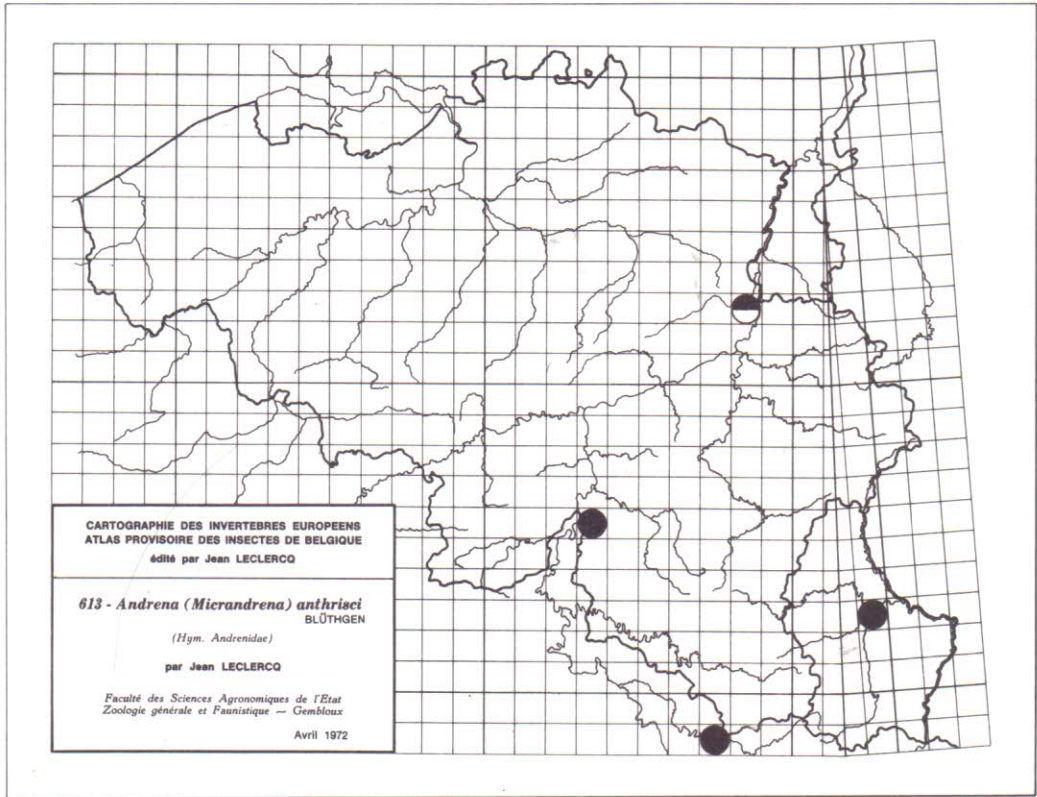 CARTOGRAPHIE DES INVERTEBRES EUROPEENS
ATLAS PROVISOIRE DES INSECTES DE BELGIQUE
édité par Jean LECLERCQ
613 - Andrena (Micrandrena) anthrisci
BLÜTHGEN
(Hym. Andrenidae)
par Jean LECLERCQ
Faculté des Sciences Agronomiques de l'Etat
Zoologie générale et Faunistique — Gembloux
Avril 1972